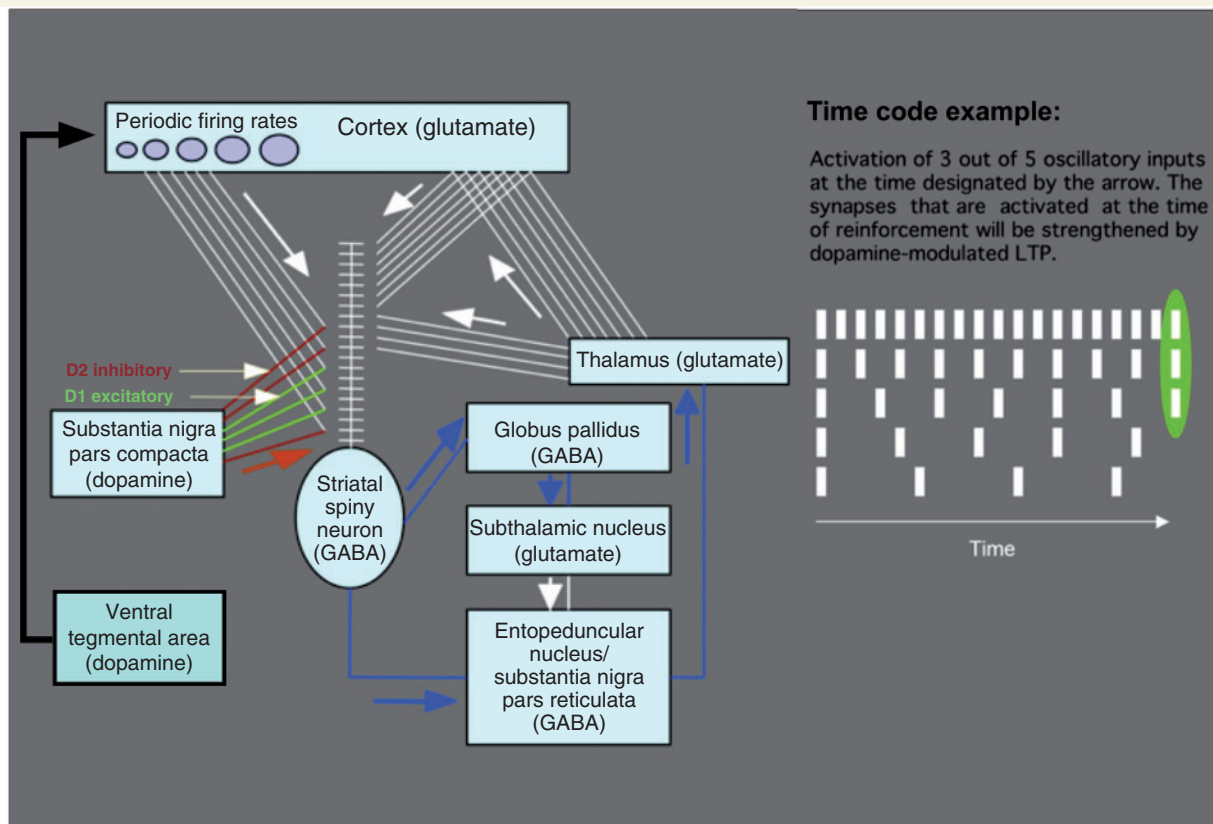 Periodic firing rates
Cortex (glutamate)
D2 inhibitory
D1 excitatory
Substantia nigra
pars compacta
(dopamine)
Striatal
spiny
neuron
(GABA)
Thalamus (glutamate)
Globus pallidus
(GABA)
Subthalamic nucleus
(glutamate)
Entopeduncular
nucleus/
substantia nigra
pars reticulata
(GABA)
Ventral
tegmental area
(dopamine)
Time code example:
Activation of 3 out of 5 oscillatory inputs
at the time designated by the arrow. The
synapses that are activated at the time
of reinforcement will be strengthened by
dopamine-modulated LTP.
Time